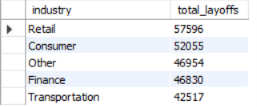 industry total_layoffs
Retail 57596
Consumer 52055
Other 46954
Finance 46830
Transportation 42517